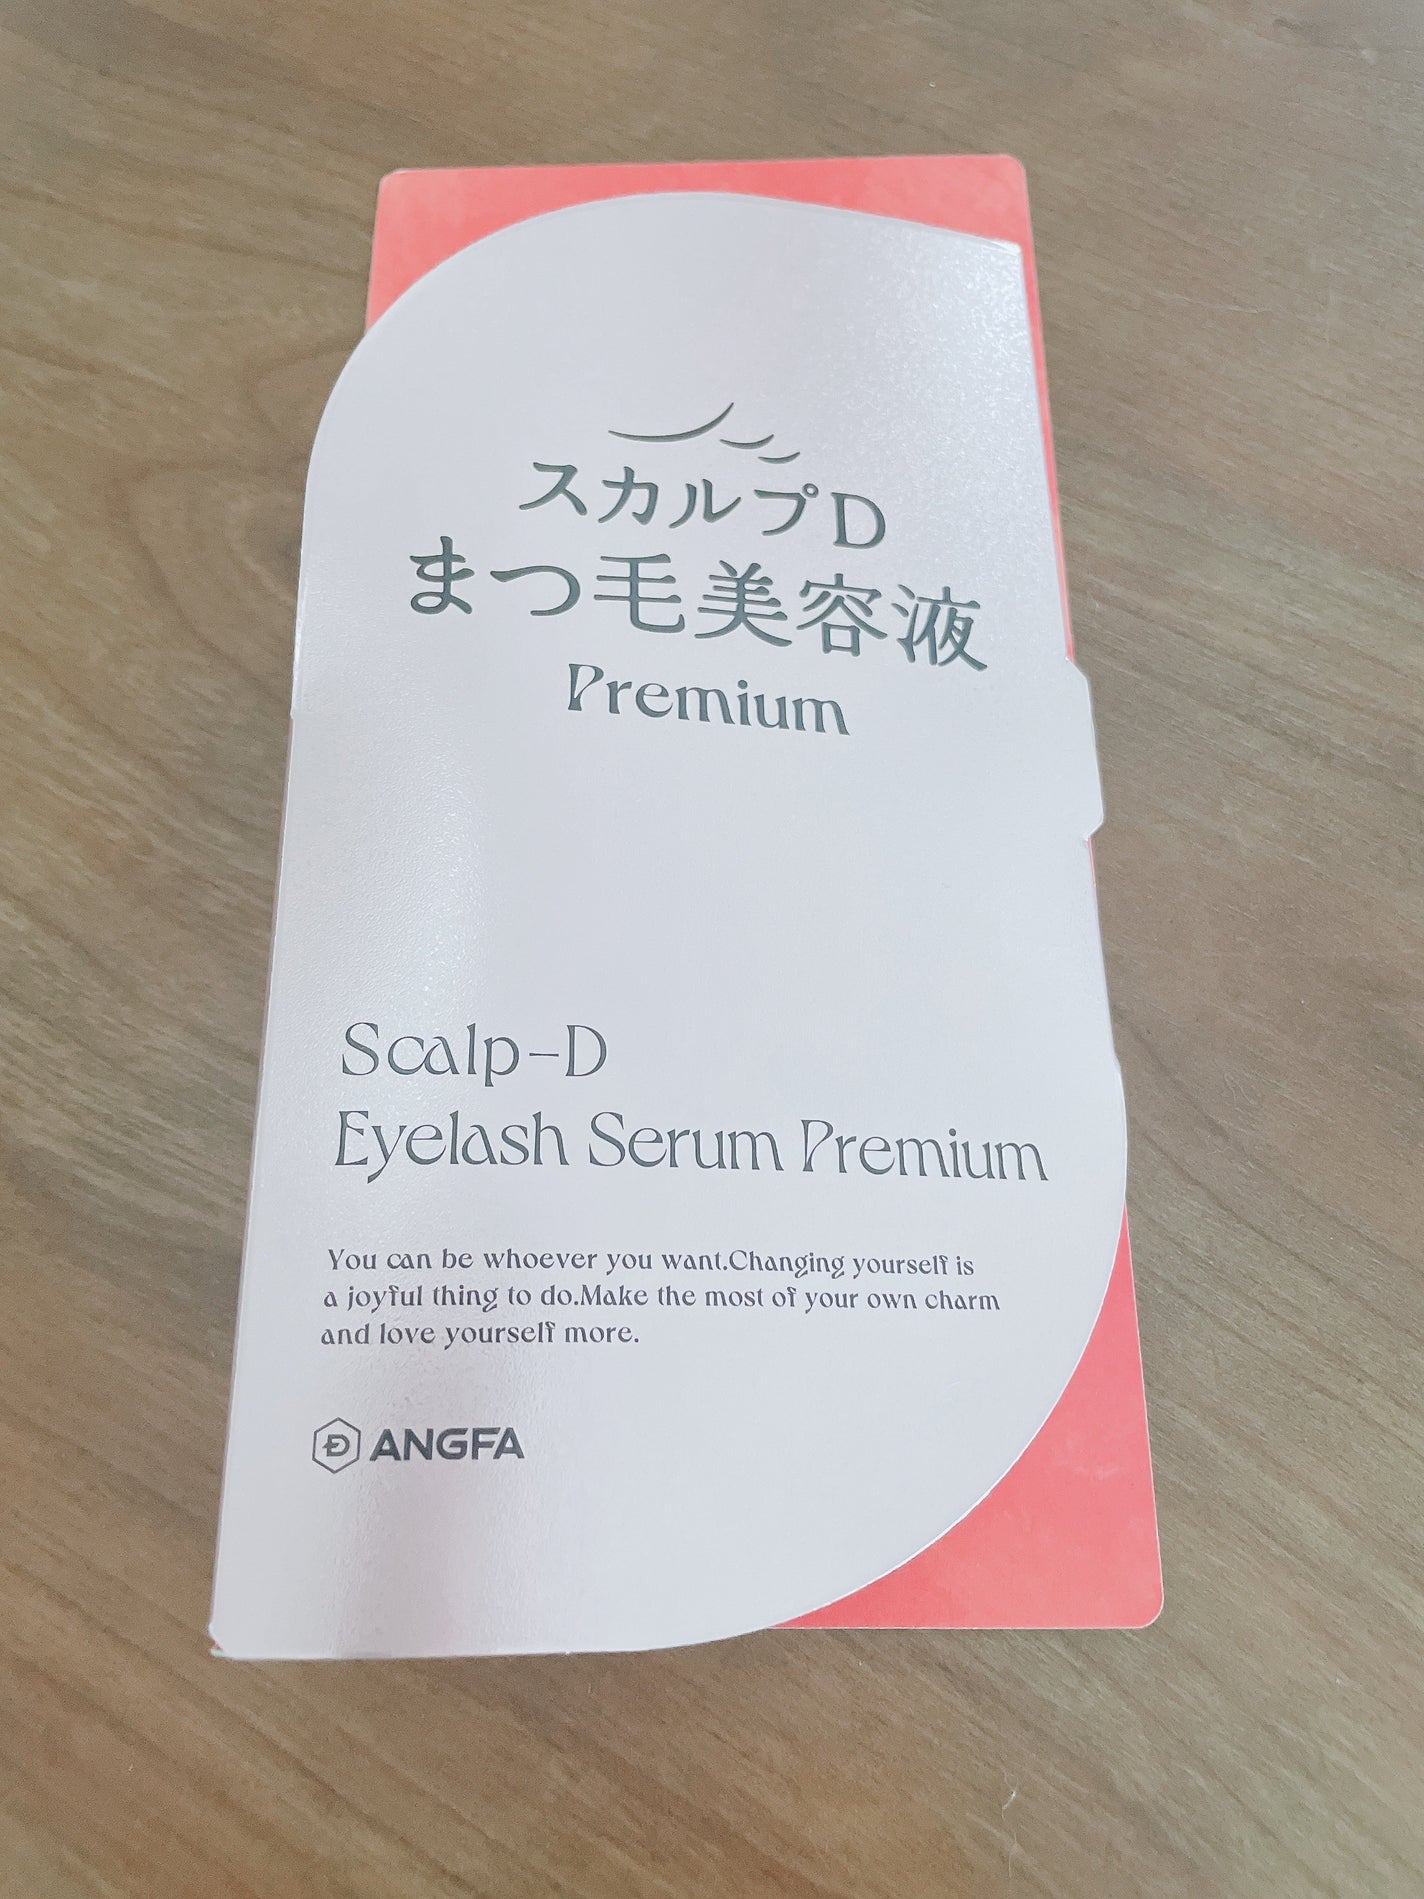 スカルプD
まつ毛美容液
Premium
Scalp-D
Eyelash Serum Premium
You can be whoever you want.Changing yourself is
a joyful thing to do.Make the most of your own charm
and love yourself more.
D ANGFA